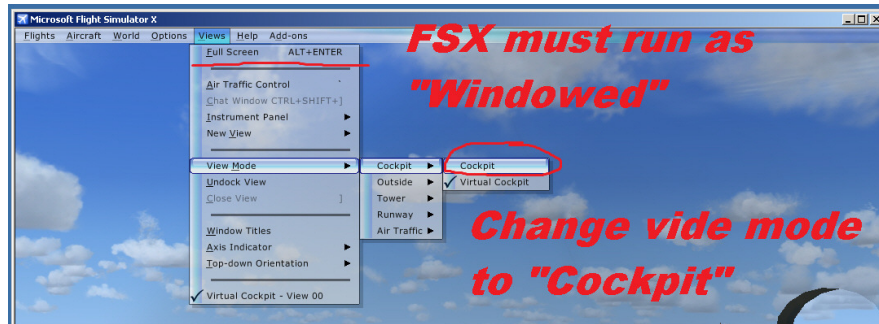 Microsoft Flight Simulator X
Flights Aircraft World Options Views Help Add-ons
Full Screen ALT+ENTER
Air Traffic Control `
Chat Window CTRL+SHIFT+]
Instrument Panel
New View
View Mode
Undock View
Close View ]
Window Titles
Axis Indicator
Top-down Orientation
Virtual Cockpit - View 00
Cockpit
Outside
Tower
Runway
Air Traffic
Cockpit
Virtual Cockpit
FSX must run as
"Windowed"
Change vide mode
to "Cockpit"